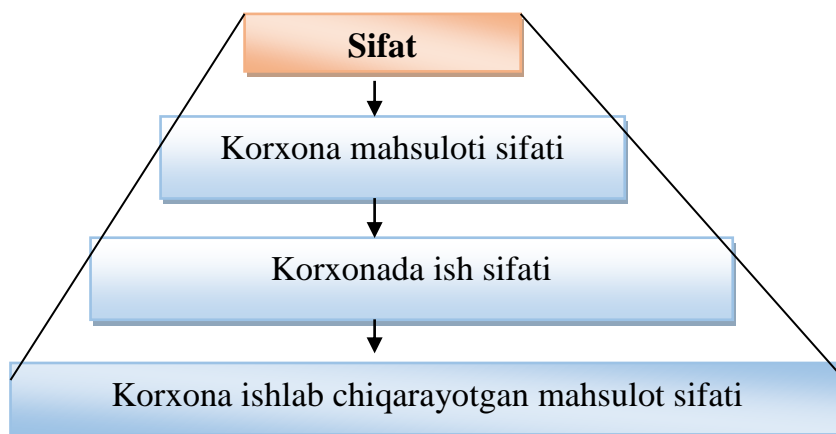 Sifat
Korxona mahsuloti sifati
Korxonada ish sifati
Korxona ishlab chiqarayotgan mahsulot sifati